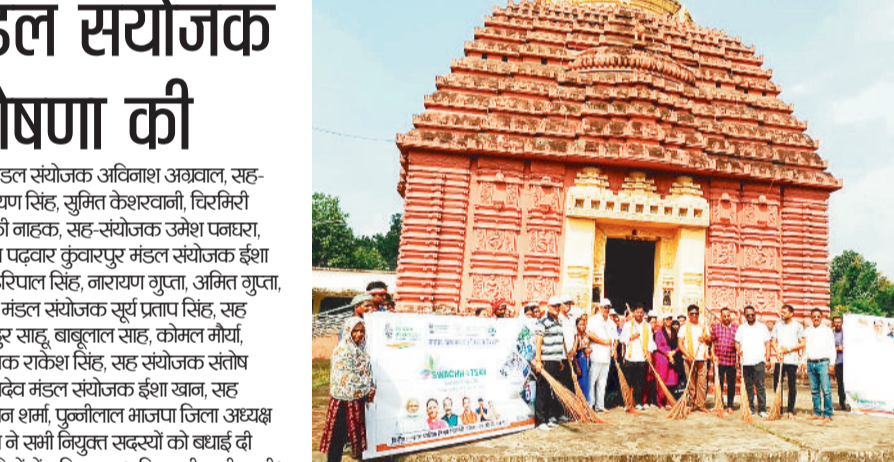 डल सयोजक
षणा की
डल संयोजक अविनाश अग्रवाल, सह-
यण सिंह, सुमित केशरवानी, चिरमिरी
नाहक, सह-संयोजक उमेश पनघरा,
पढ़वार कुंवारपुर मंडल संयोजक ईशा
रिपाल सिंह, नारायण गुप्ता, अमित गुप्ता,
मंडल संयोजक सूर्य प्रताप सिंह, सह
साहू, बाबूलाल साह, कोमल मौर्या,
क राकेश सिंह, सह संयोजक संतोष
देव मंडल संयोजक ईशा खान, सह
न शर्मा, पुन्नीलाल भाजपा जिला अध्यक्ष
ने सभी नियुक्त सदस्यों को बधाई दी
SWACHHOTSAV